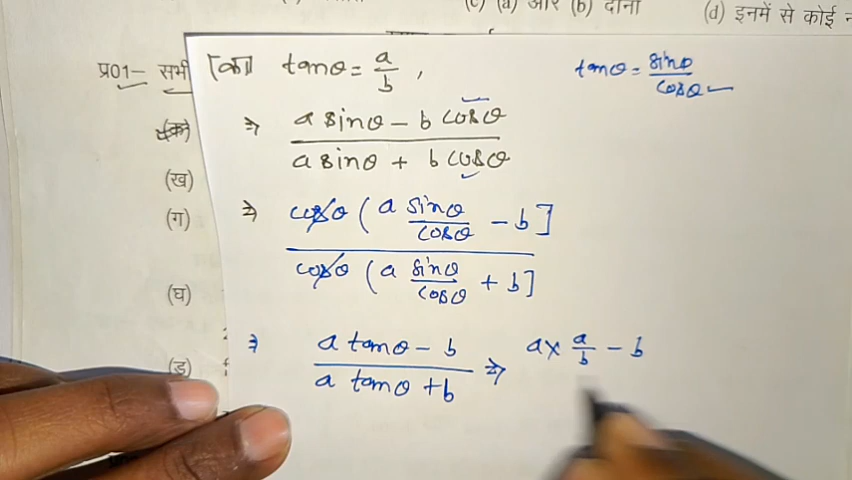 (c) (a) और (b) दोनों (d) इनमें से कोई
प्र01– सभी (क) tanθ = a/b , tanθ = sinθ/cosθ
(क) ⇒ (a sinθ – b cosθ)/(a sinθ + b cosθ)
(ख)
(ग) ⇒ cosθ (a sinθ/cosθ – b]/cosθ (a sinθ/cosθ + b]
(घ)
(ङ) ⇒ (a tanθ – b)/(a tanθ + b) ⇒ a × a/b – b